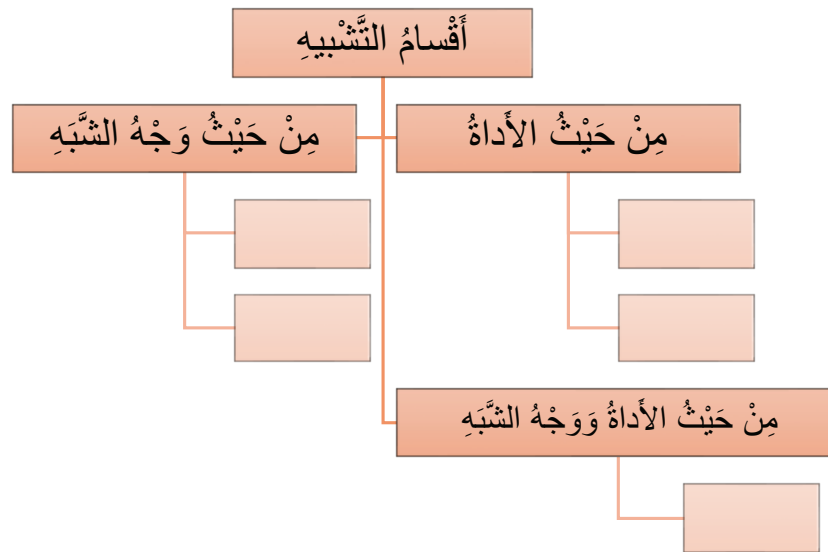 أَقْسامُ التَّشْبيهِ
مِنْ حَيْثُ الأَداةُ
مِنْ حَيْثُ وَجْهُ الشَّبَهِ
مِنْ حَيْثُ الأَداةُ وَوَجْهُ الشَّبَهِ